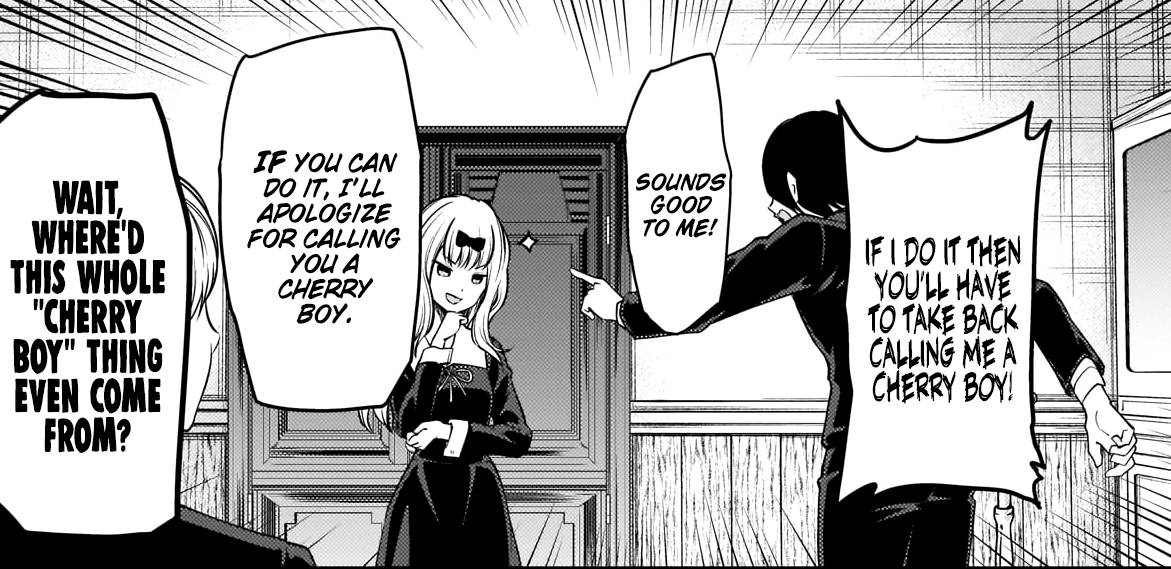 IF I DO IT THEN
YOU'LL HAVE
TO TAKE BACK
CALLING ME A
CHERRY BOY!
SOUNDS
GOOD
TO ME!
IF YOU CAN
DO IT, I'LL
APOLOGIZE
FOR CALLING
YOU A
CHERRY
BOY.
WAIT,
WHERE'D
THIS WHOLE
"CHERRY
BOY" THING
EVEN COME
FROM?